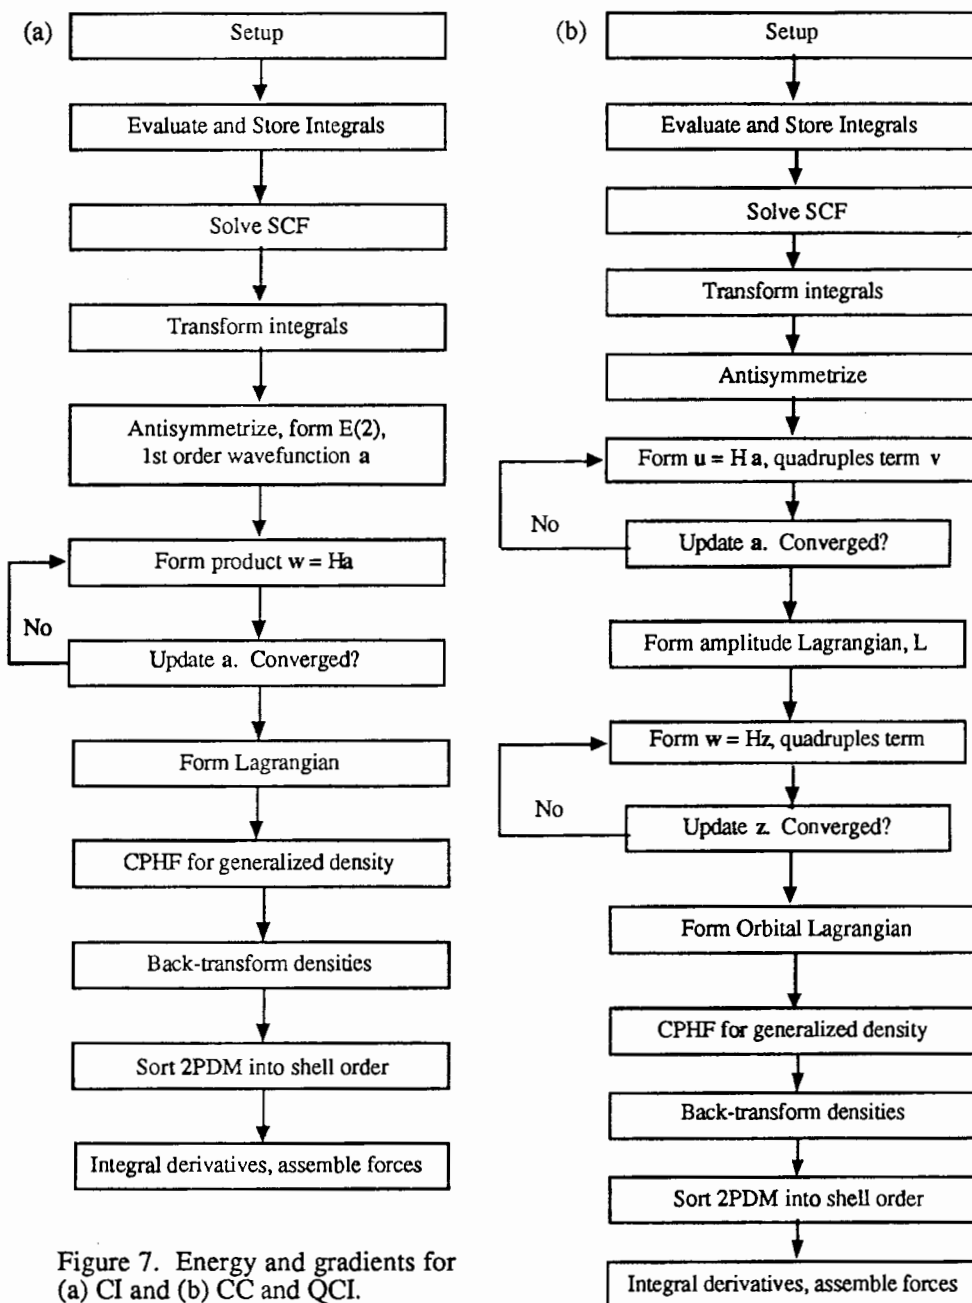 (a)
Setup
Evaluate and Store Integrals
Solve SCF
Transform integrals
Antisymmetrize, form E(2),
1st order wavefunction a
Form product w = Ha
No
Update a. Converged?
Form Lagrangian
CPHF for generalized density
Back-transform densities
Sort 2PDM into shell order
Integral derivatives, assemble forces
Figure 7. Energy and gradients for
(a) CI and (b) CC and QCI.
(b)
Setup
Evaluate and Store Integrals
Solve SCF
Transform integrals
Antisymmetrize
Form u = Ha, quadruples term v
No
Update a. Converged?
Form amplitude Lagrangian, L
Form w = Hz, quadruples term
No
Update z. Converged?
Form Orbital Lagrangian
CPHF for generalized density
Back-transform densities
Sort 2PDM into shell order
Integral derivatives, assemble forces